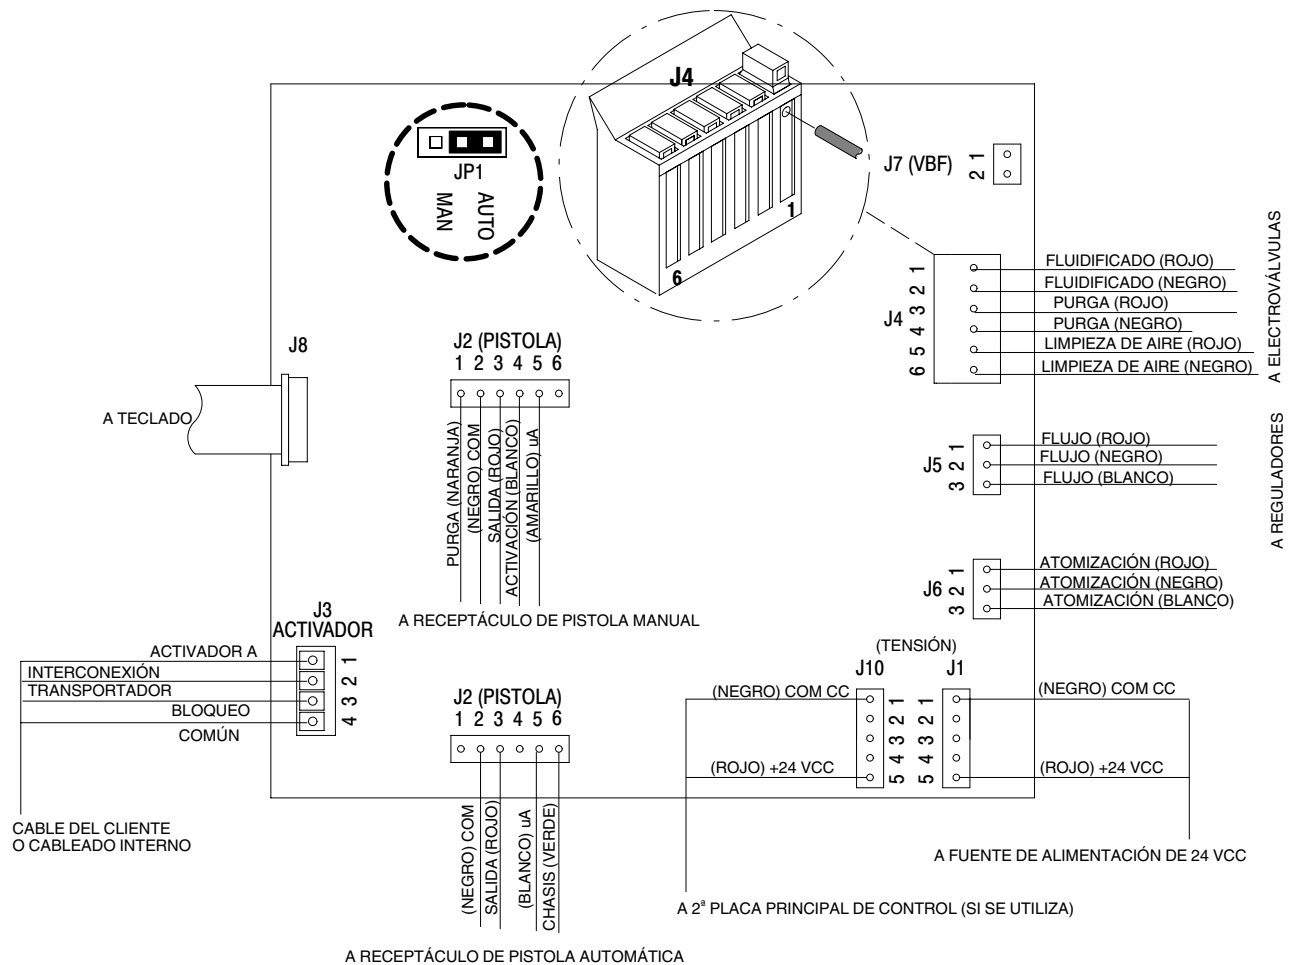 J4
JP1
MAN
AUTO
1
6
J7 (VBF)
2 1
J4
1
2
3
4
5
6
FLUIDIFICADO (ROJO)
FLUIDIFICADO (NEGRO)
PURGA (ROJO)
PURGA (NEGRO)
LIMPIEZA DE AIRE (ROJO)
LIMPIEZA DE AIRE (NEGRO)
A ELECTROVÁLVULAS
J8
A TECLADO
J2 (PISTOLA)
1 2 3 4 5 6
PURGA (NARANJA)
(NEGRO) COM
SALIDA (ROJO)
ACTIVACIÓN (BLANCO)
(AMARILLO) uA
A RECEPTÁCULO DE PISTOLA MANUAL
J5
1
2
3
FLUJO (ROJO)
FLUJO (NEGRO)
FLUJO (BLANCO)
A REGULADORES
J6
1
2
3
ATOMIZACIÓN (ROJO)
ATOMIZACIÓN (NEGRO)
ATOMIZACIÓN (BLANCO)
J3
ACTIVADOR
1
2
3
4
ACTIVADOR A
INTERCONEXIÓN
TRANSPORTADOR
BLOQUEO
COMÚN
CABLE DEL CLIENTE
O CABLEADO INTERNO
J2 (PISTOLA)
1 2 3 4 5 6
(NEGRO) COM
SALIDA (ROJO)
(BLANCO) uA
CHASIS (VERDE)
A RECEPTÁCULO DE PISTOLA AUTOMÁTICA
(TENSIÓN)
J10
J1
(NEGRO) COM CC
1
2
3
4
5
1
2
3
4
5
(NEGRO) COM CC
(ROJO) +24 VCC
(ROJO) +24 VCC
A FUENTE DE ALIMENTACIÓN DE 24 VCC
A 2ª PLACA PRINCIPAL DE CONTROL (SI SE UTILIZA)